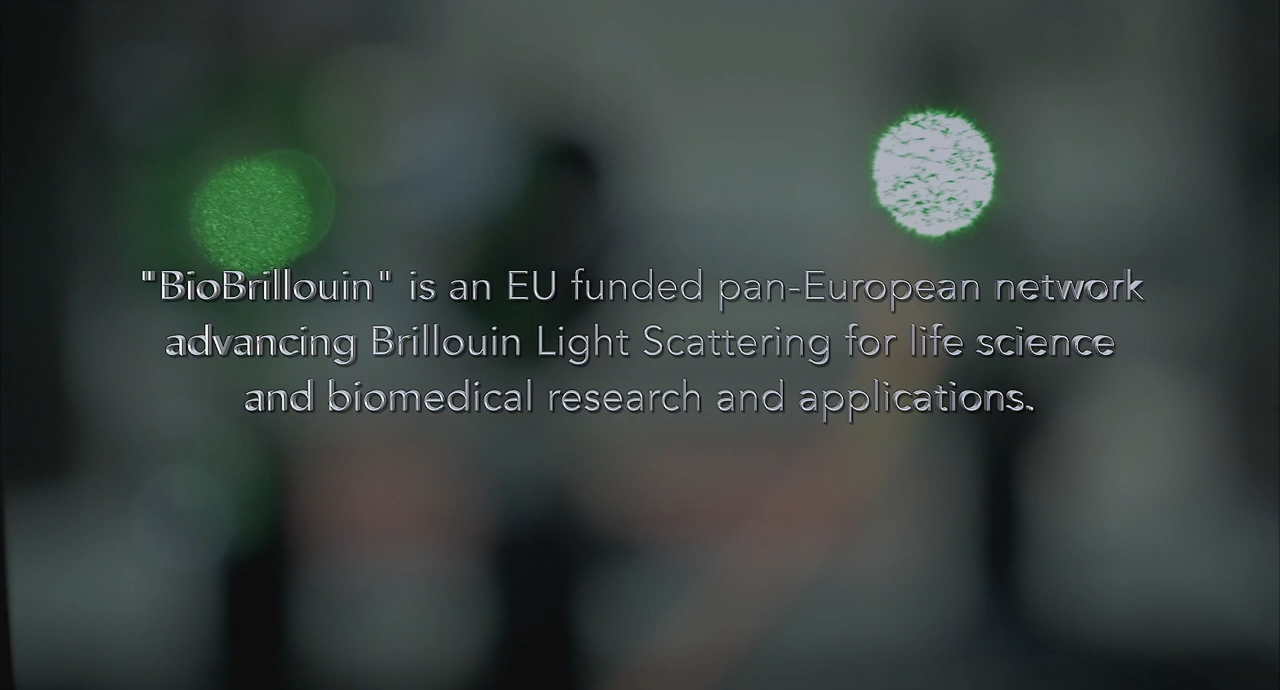 "BioBrillouin" is an EU funded pan-European network
advancing Brillouin Light Scattering for life science
and biomedical research and applications.